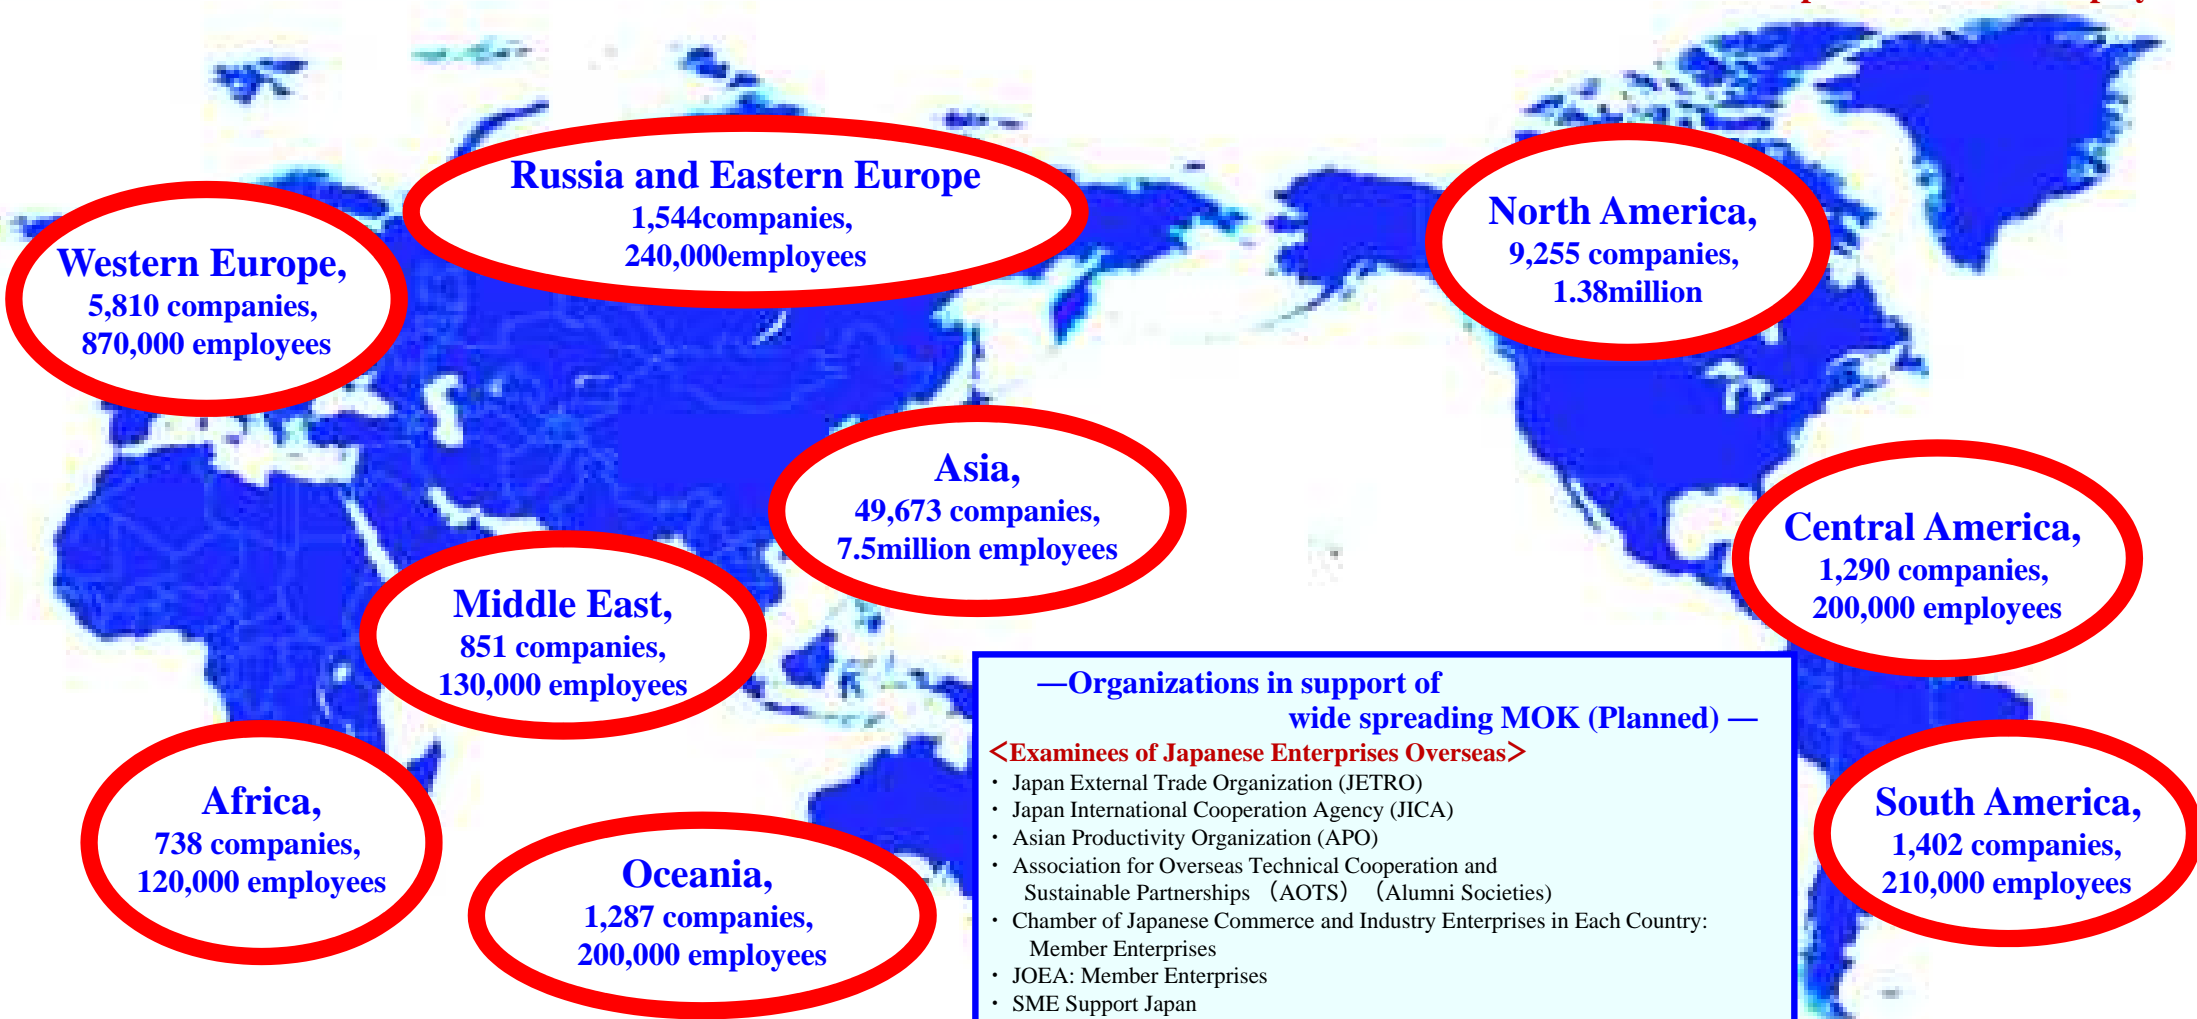 Russia and Eastern Europe
1,544companies,
240,000employees
North America,
9,255 companies,
1.38million
Western Europe,
5,810 companies,
870,000 employees
Asia,
49,673 companies,
7.5million employees
Central America,
1,290 companies,
200,000 employees
Middle East,
851 companies,
130,000 employees
Africa,
738 companies,
120,000 employees
Oceania,
1,287 companies,
200,000 employees
South America,
1,402 companies,
210,000 employees
—Organizations in support of
wide spreading MOK (Planned) —
<Examinees of Japanese Enterprises Overseas>
・ Japan External Trade Organization (JETRO)
・ Japan International Cooperation Agency (JICA)
・ Asian Productivity Organization (APO)
・ Association for Overseas Technical Cooperation and
Sustainable Partnerships （AOTS）（Alumni Societies)
・ Chamber of Japanese Commerce and Industry Enterprises in Each Country:
Member Enterprises
・ JOEA: Member Enterprises
・ SME Support Japan